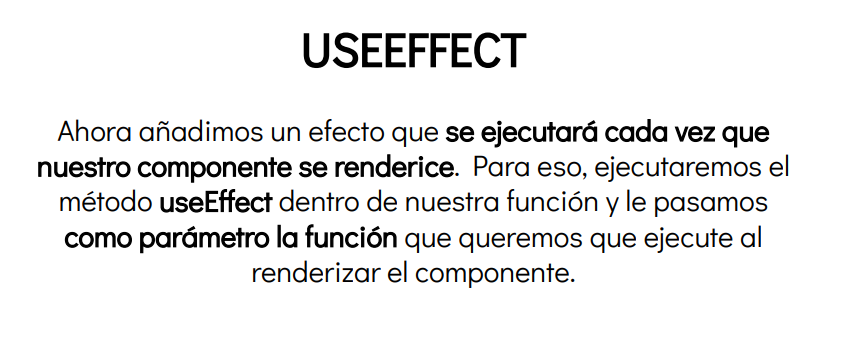 USEEFFECT
Ahora añadimos un efecto que se ejecutará cada vez que
nuestro componente se renderice.  Para eso, ejecutaremos el
método useEffect dentro de nuestra función y le pasamos
como parámetro la función que queremos que ejecute al
renderizar el componente.